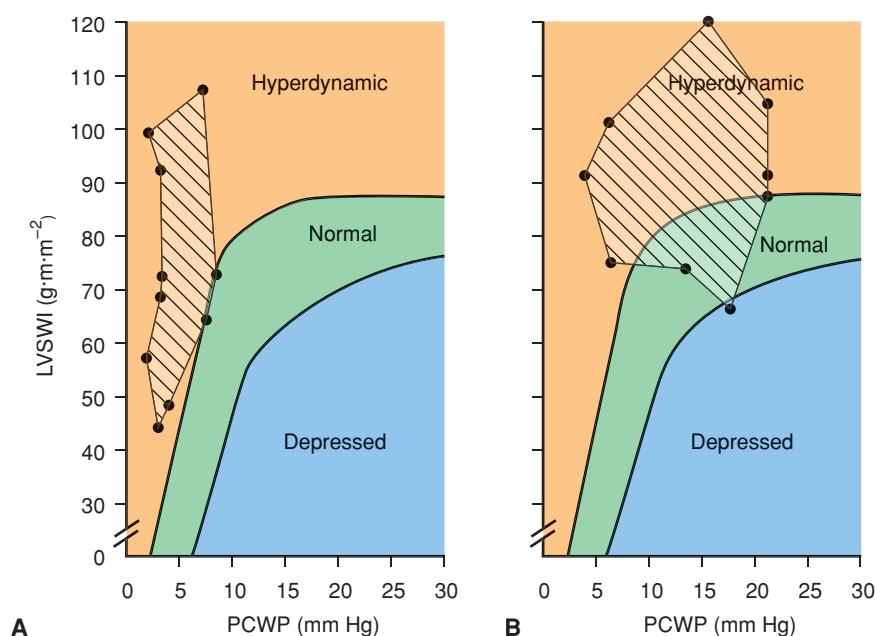 120
110
100
90
80
70
60
50
40
30
0
LVSWI (g·m·m⁻²)
Hyperdynamic
Normal
Depressed
0 5 10 15 20 25 30
PCWP (mm Hg)
A
Hyperdynamic
Normal
Depressed
0 5 10 15 20 25 30
PCWP (mm Hg)
B